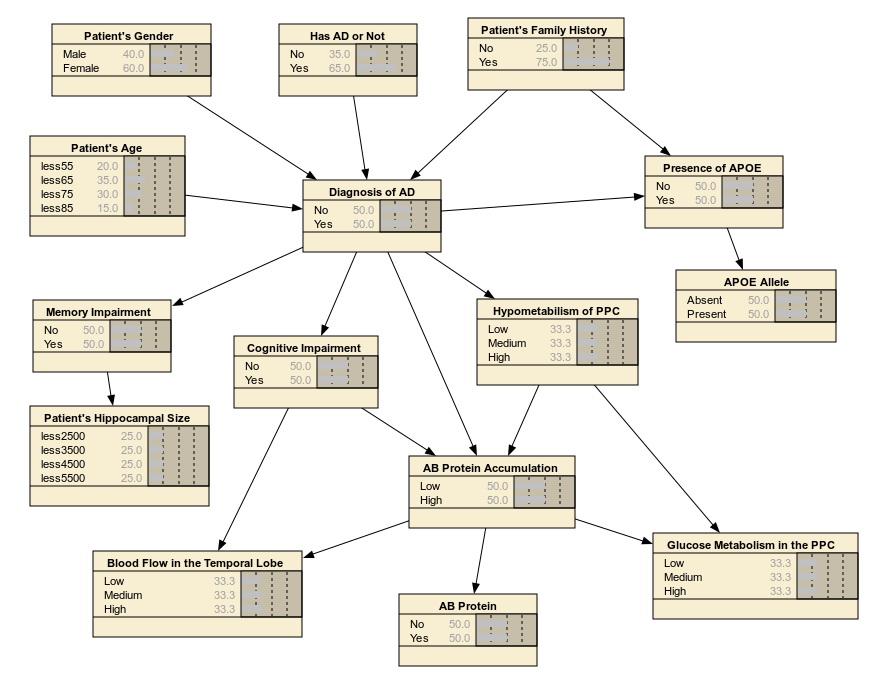 Patient's Gender
Male 40.0
Female 60.0
Has AD or Not
No 35.0
Yes 65.0
Patient's Family History
No 25.0
Yes 75.0
Patient's Age
less55 20.0
less65 35.0
less75 30.0
less85 15.0
Diagnosis of AD
No 50.0
Yes 50.0
Presence of APOE
No 50.0
Yes 50.0
APOE Allele
Absent 50.0
Present 50.0
Memory Impairment
No 50.0
Yes 50.0
Cognitive Impairment
No 50.0
Yes 50.0
Hypometabilism of PPC
Low 33.3
Medium 33.3
High 33.3
Patient's Hippocampal Size
less2500 25.0
less3500 25.0
less4500 25.0
less5500 25.0
AB Protein Accumulation
Low 50.0
High 50.0
Blood Flow in the Temporal Lobe
Low 33.3
Medium 33.3
High 33.3
AB Protein
No 50.0
Yes 50.0
Glucose Metabolism in the PPC
Low 33.3
Medium 33.3
High 33.3